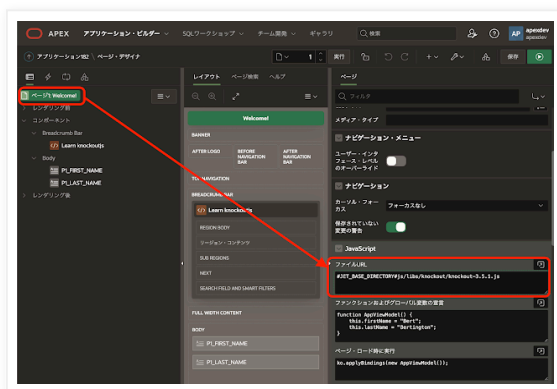 APEX
アプリケーション・ビルダー
SQLワークショップ
チーム開発
ギャラリ
検索
AP
apexdev
apexdev
アプリケーション182 \ ページ・デザイナ
1
実行
保存
ページ1: Welcome!
レンダリング前
コンポーネント
Breadcrumb Bar
Learn knockoutjs
Body
P1_FIRST_NAME
P1_LAST_NAME
レンダリング後
レイアウト
ページ検索
ヘルプ
Welcome!
BANNER
AFTER LOGO
BEFORE NAVIGATION BAR
AFTER NAVIGATION BAR
TOP NAVIGATION
BREADCRUMB BAR
Learn knockoutjs
REGION BODY
リージョン・コンテンツ
SUB REGIONS
NEXT
SEARCH FIELD AND SMART FILTERS
FULL WIDTH CONTENT
BODY
P1_FIRST_NAME
P1_LAST_NAME
ページ
フィルタ
メディア・タイプ
ナビゲーション・メニュー
ユーザー・インタ
フェース・レベル
のオーバーライド
ナビゲーション
カーソル・フォー
カス
フォーカスなし
保存されていない
変更の警告
JavaScript
ファイルURL
#JET_BASE_DIRECTORY#js/libs/knockout/knockout-3.5.1.js
ファンクションおよびグローバル変数の宣言
function AppViewModel() {
this.firstName = "Bert";
this.lastName = "Bertington";
}
ページ・ロード時に実行
ko.applyBindings(new AppViewModel());